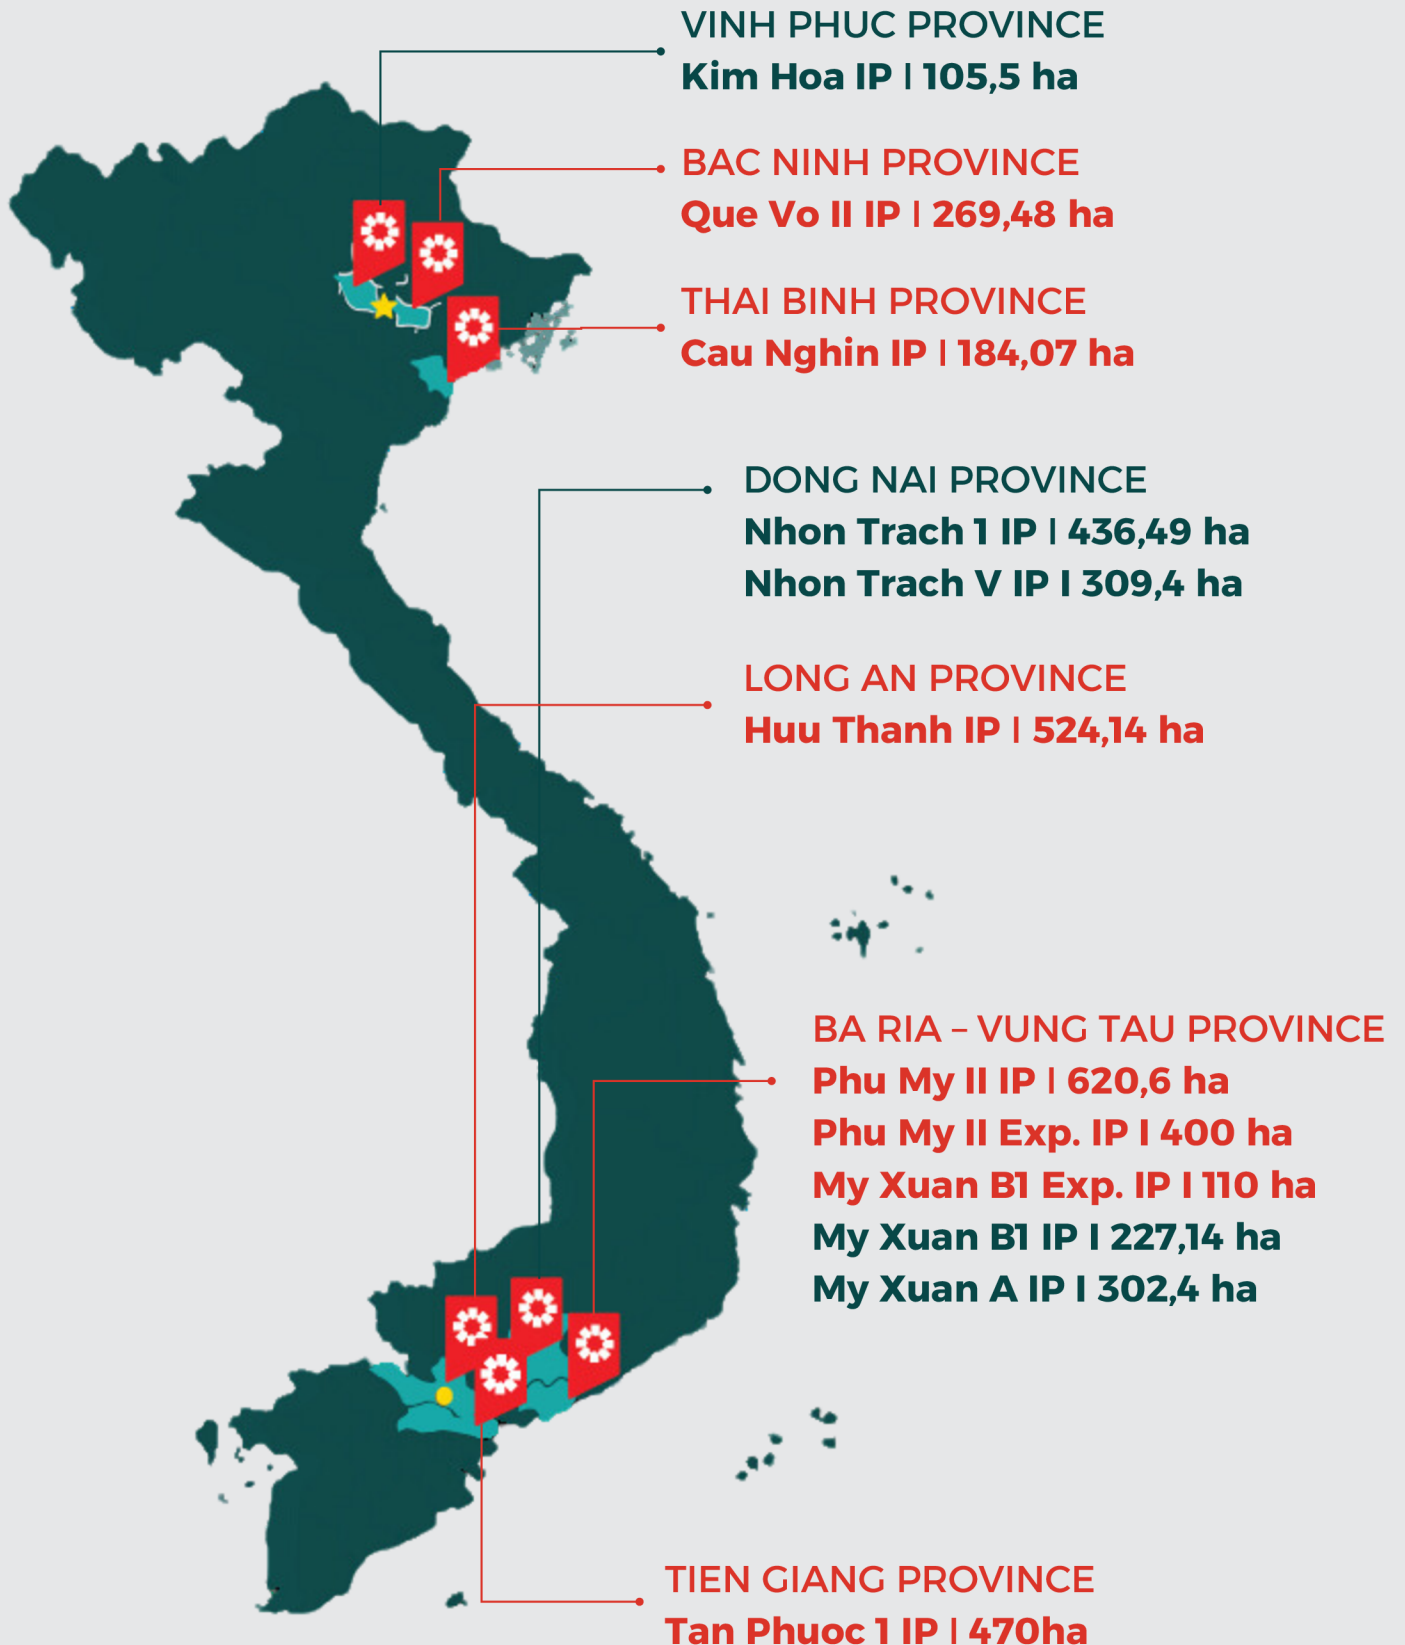 VINH PHUC PROVINCE
Kim Hoa IP | 105,5 ha
BAC NINH PROVINCE
Que Vo II IP | 269,48 ha
THAI BINH PROVINCE
Cau Nghin IP | 184,07 ha
DONG NAI PROVINCE
Nhon Trach 1 IP | 436,49 ha
Nhon Trach V IP I 309,4 ha
LONG AN PROVINCE
Huu Thanh IP | 524,14 ha
BA RIA – VUNG TAU PROVINCE
Phu My II IP | 620,6 ha
Phu My II Exp. IP I 400 ha
My Xuan B1 Exp. IP I 110 ha
My Xuan B1 IP I 227,14 ha
My Xuan A IP I 302,4 ha
TIEN GIANG PROVINCE
Tan Phuoc 1 IP | 470ha